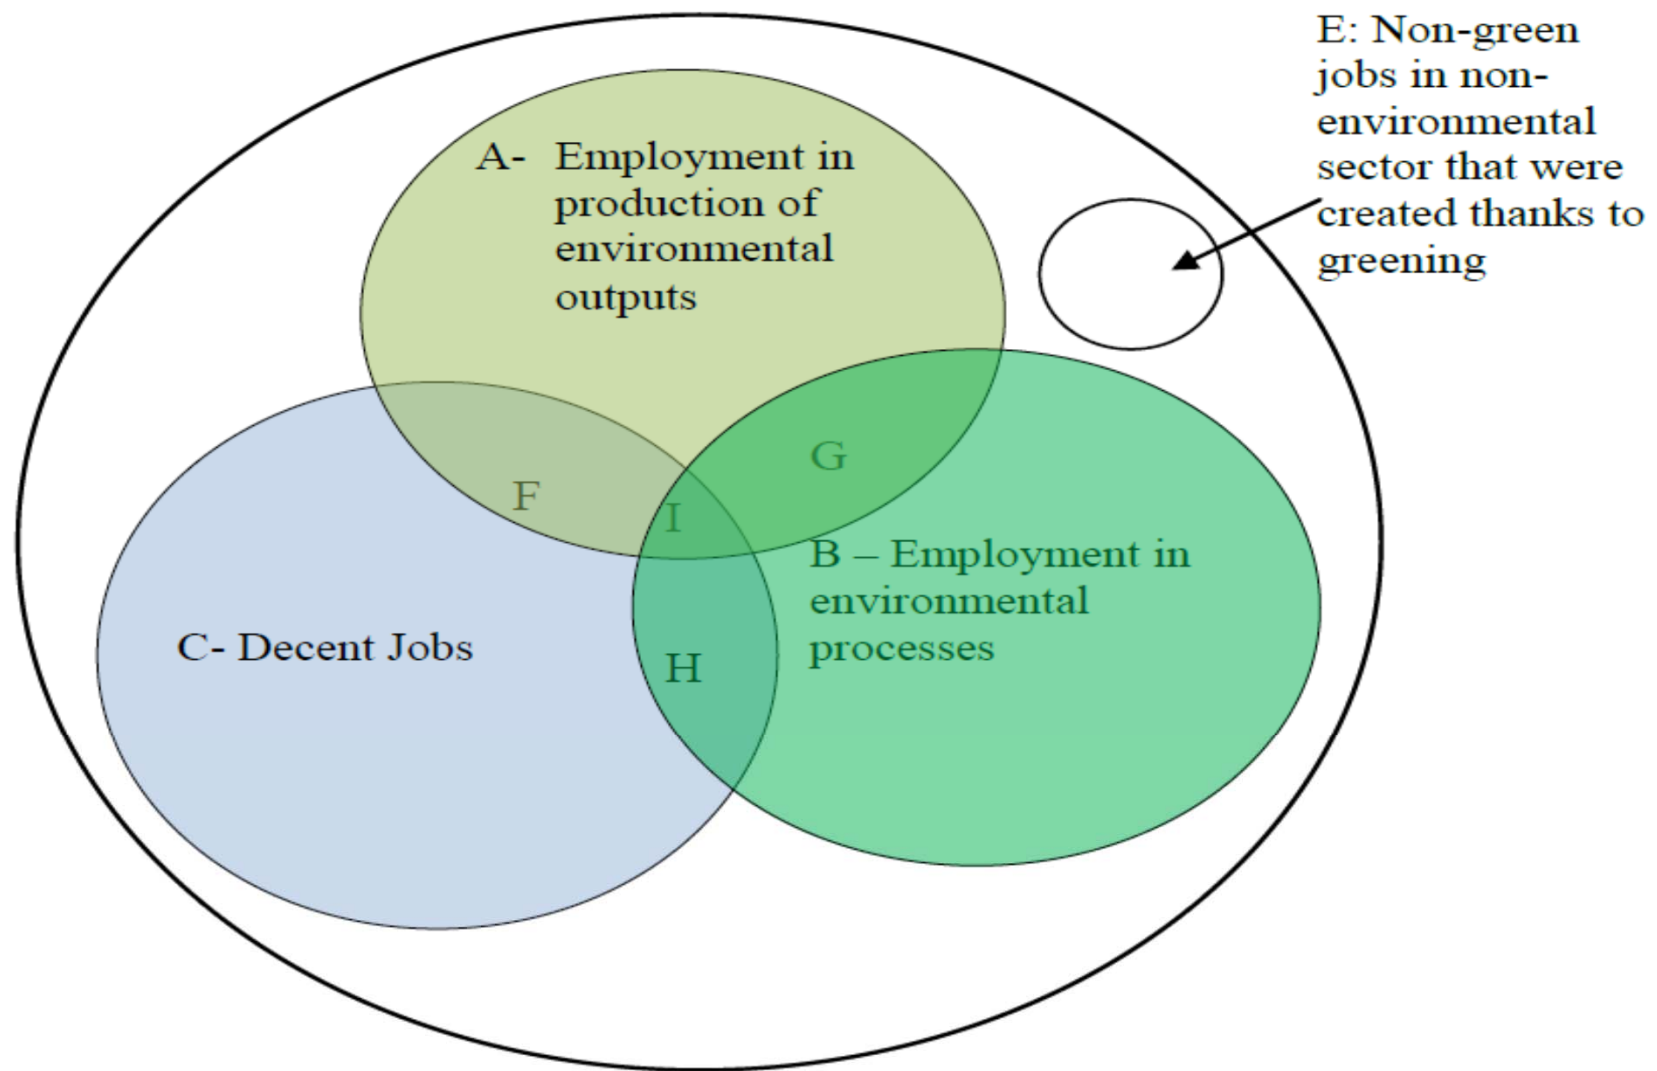 E: Non-green
jobs in non-
environmental
sector that were
created thanks to
greening
A- Employment in
production of
environmental
outputs
G
F
I
B – Employment in
environmental
processes
C- Decent Jobs
H